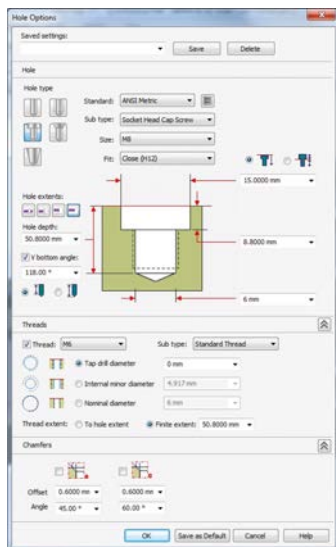 Hole Options
Saved settings:
Save Delete
Hole
Hole type
Standard: ANSI Metric
Sub type: Socket Head Cap Screw
Size: M8
Fit: Close (H12)
15.0000 mm
Hole extents:
Hole depth:
50.8000 mm
8.8000 mm
V bottom angle:
118.00 °
6 mm
Threads
Thread: M6 Sub type: Standard Thread
Tap drill diameter 0 mm
Internal minor diameter 4.917 mm
Nominal diameter 6 mm
Thread extent: To hole extent Finite extent: 50.8000 mm
Chamfers
Offset 0.6000 mm 0.6000 mm
Angle 45.00 ° 60.00 °
OK Save as Default Cancel Help